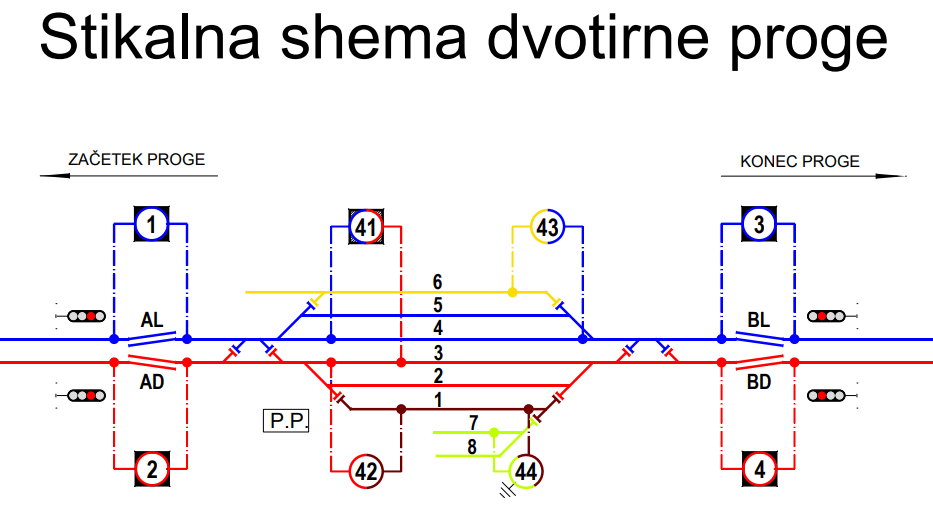 Stikalna shema dvotirne proge
ZAČETEK PROGE
KONEC PROGE
1
41
43
3
6
5
AL
4
BL
3
AD
2
BD
1
P.P.
7
8
2
42
44
4